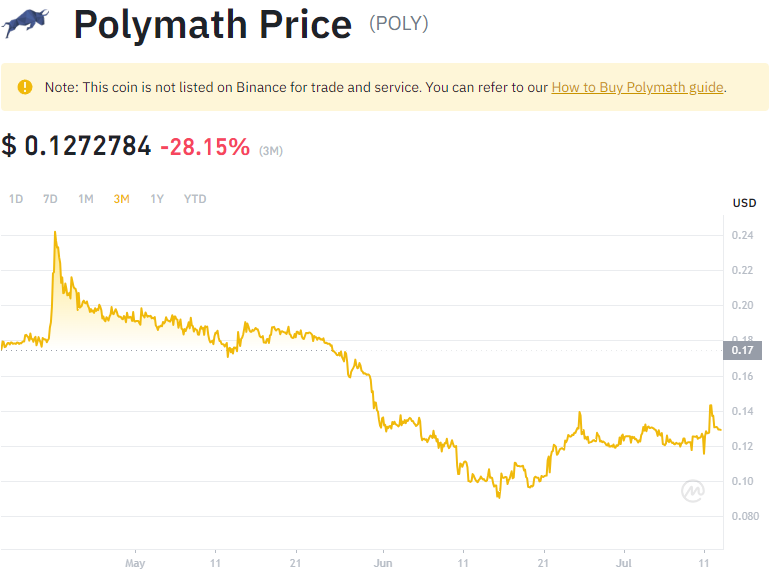 Polymath Price (POLY)
Note: This coin is not listed on Binance for trade and service. You can refer to our How to Buy Polymath guide.
$ 0.1272784 -28.15% (3M)
1D 7D 1M 3M 1Y YTD
USD
0.24
0.22
0.20
0.18
0.17
0.16
0.14
0.12
0.10
0.080
May 11 21 Jun 11 21 Jul 11